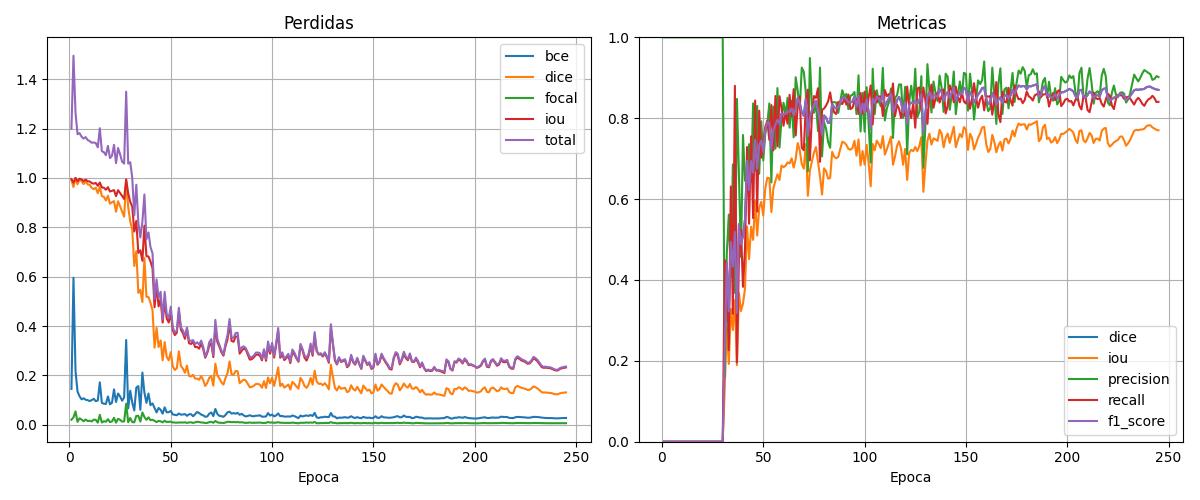 Perdidas
1.4
1.2
1.0
0.8
0.6
0.4
0.2
0.0
bce
dice
focal
iou
total
0 50 100 150 200 250
Epoca
Metricas
1.0
0.8
0.6
0.4
0.2
0.0
dice
iou
precision
recall
f1_score
0 50 100 150 200 250
Epoca